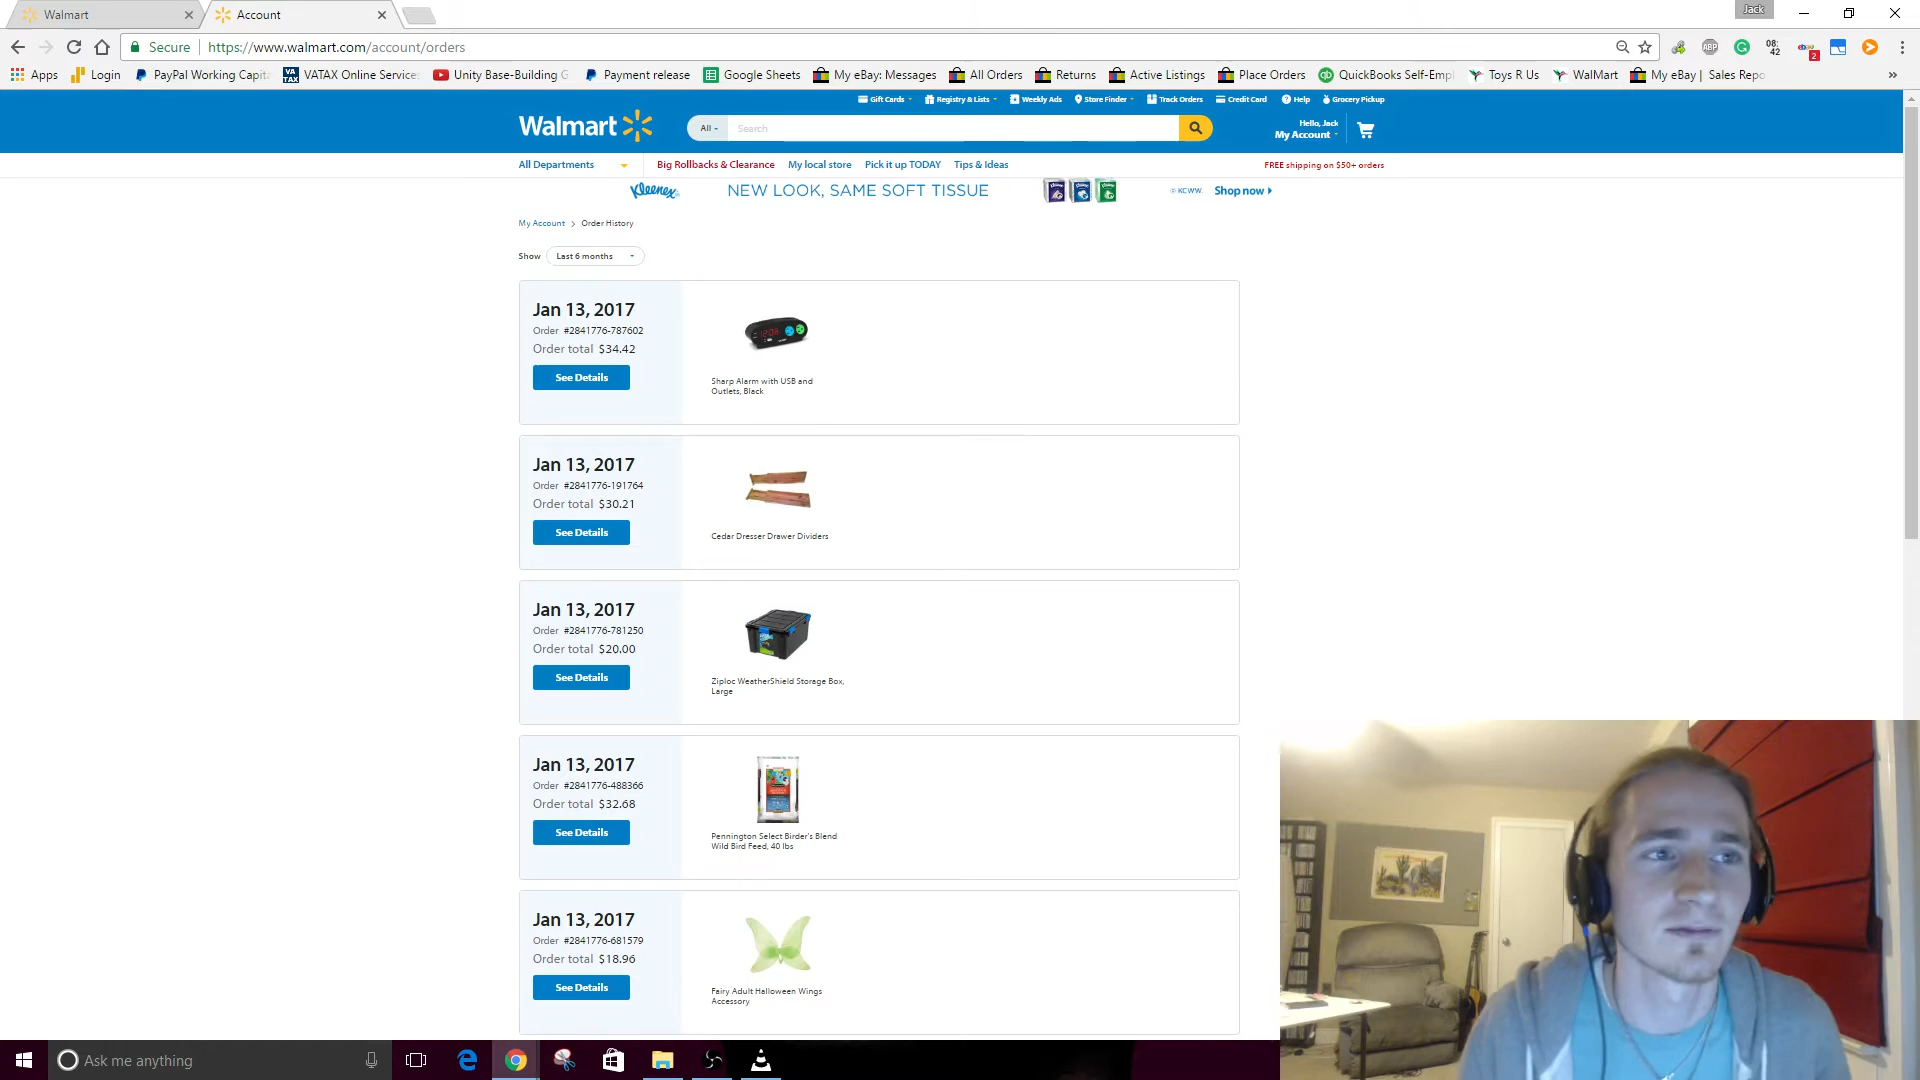 Walmart
Account
Jack
Secure
https://www.walmart.com/account/orders
ABP
08:
42
2
Apps
Login
PayPal Working Capit
VA TAX
VATAX Online Service
Unity Base-Building G
Payment release
Google Sheets
My eBay: Messages
All Orders
Returns
Active Listings
Place Orders
QuickBooks Self-Empl
Toys R Us
WalMart
My eBay | Sales Repo
Gift Cards
Registry & Lists
Weekly Ads
Store Finder
Track Orders
Credit Card
Help
Grocery Pickup
Walmart
All
Search
Hello, Jack
My Account
All Departments
Big Rollbacks & Clearance
My local store
Pick it up TODAY
Tips & Ideas
FREE shipping on $50+ orders
Kleenex
NEW LOOK, SAME SOFT TISSUE
© KCWW.
Shop now
My Account
Order History
Show
Last 6 months
Jan 13, 2017
Order #2841776-787602
Order total $34.42
See Details
Sharp Alarm with USB and
Outlets, Black
Jan 13, 2017
Order #2841776-191764
Order total $30.21
See Details
Cedar Dresser Drawer Dividers
Jan 13, 2017
Order #2841776-781250
Order total $20.00
See Details
Ziploc WeatherShield Storage Box,
Large
Jan 13, 2017
Order #2841776-488366
Order total $32.68
See Details
Pennington Select Birder's Blend
Wild Bird Feed, 40 lbs
Jan 13, 2017
Order #2841776-681579
Order total $18.96
See Details
Fairy Adult Halloween Wings
Accessory
Ask me anything